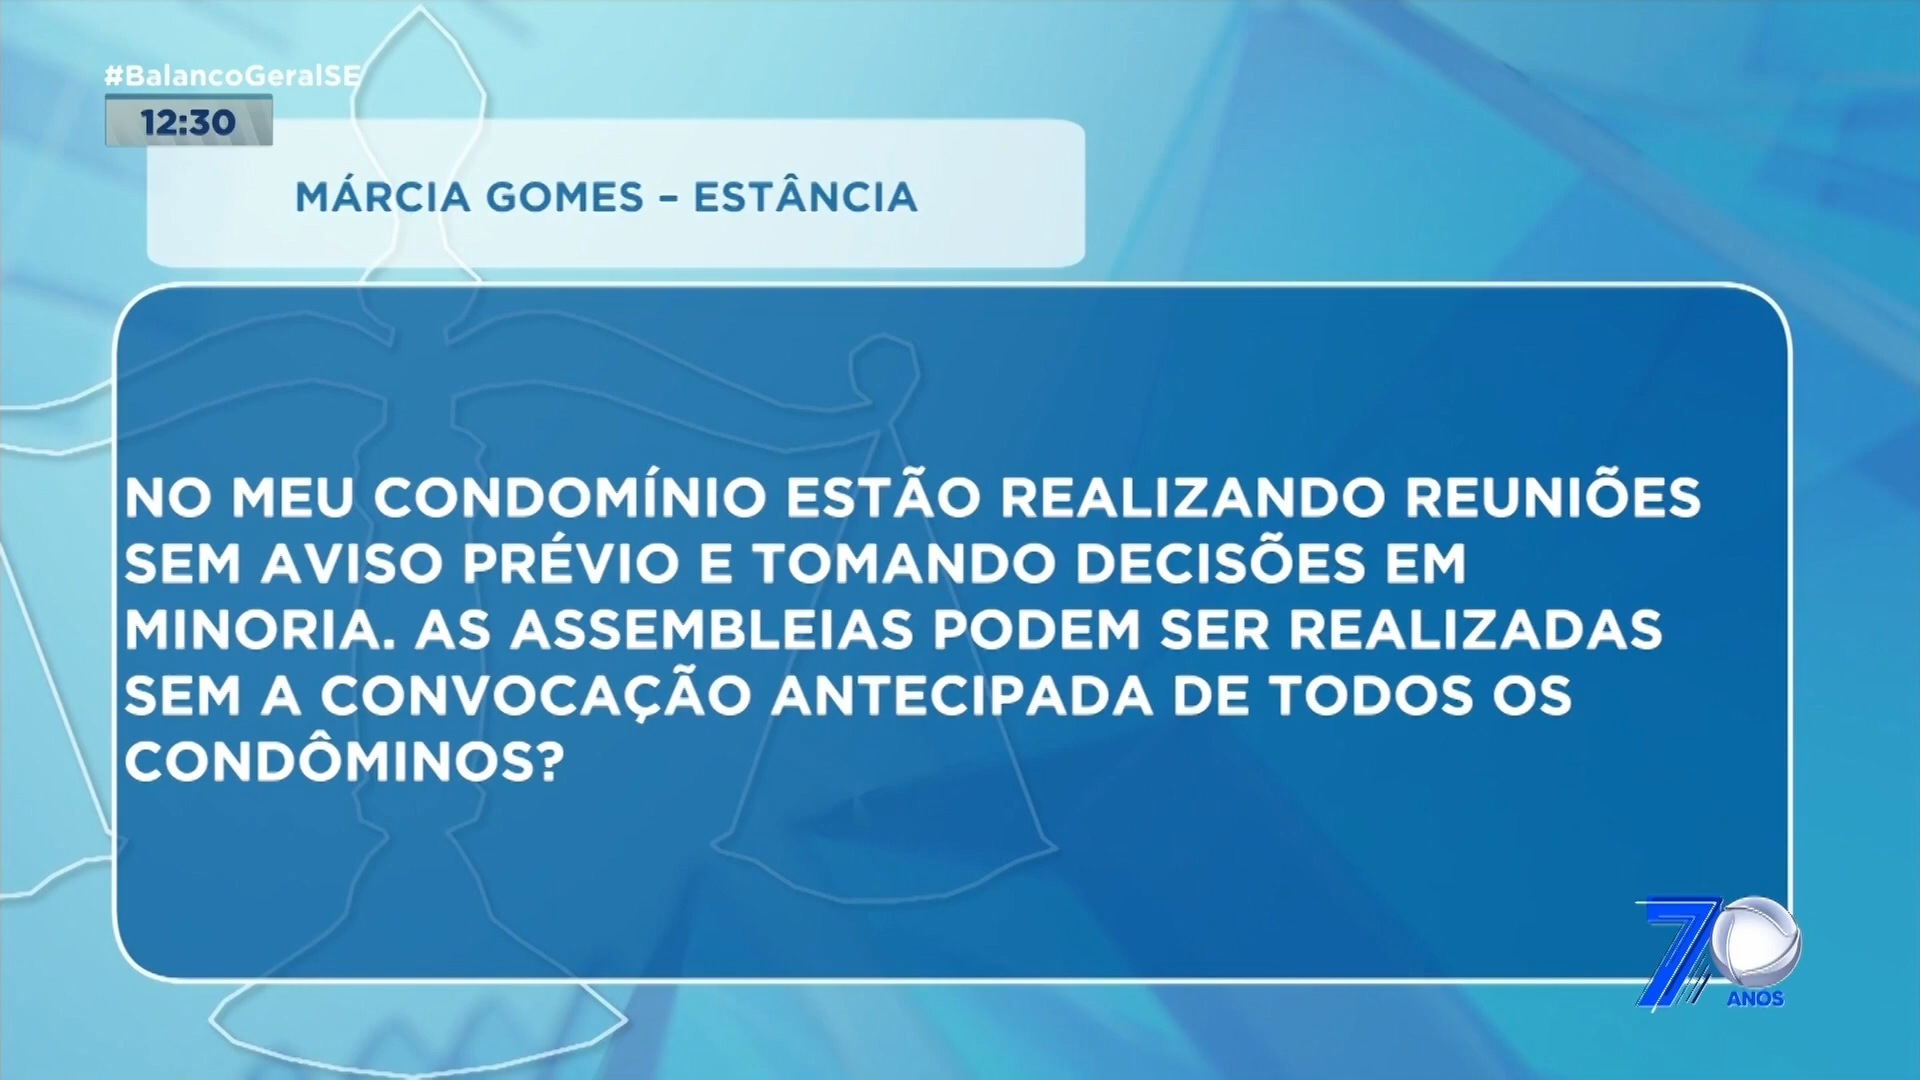 #BalancoGeralSE
12:30
MÁRCIA GOMES – ESTÂNCIA
NO MEU CONDOMÍNIO ESTÃO REALIZANDO REUNIÕES
SEM AVISO PRÉVIO E TOMANDO DECISÕES EM
MINORIA. AS ASSEMBLEIAS PODEM SER REALIZADAS
SEM A CONVOCAÇÃO ANTECIPADA DE TODOS OS
CONDÔMINOS?
70
ANOS